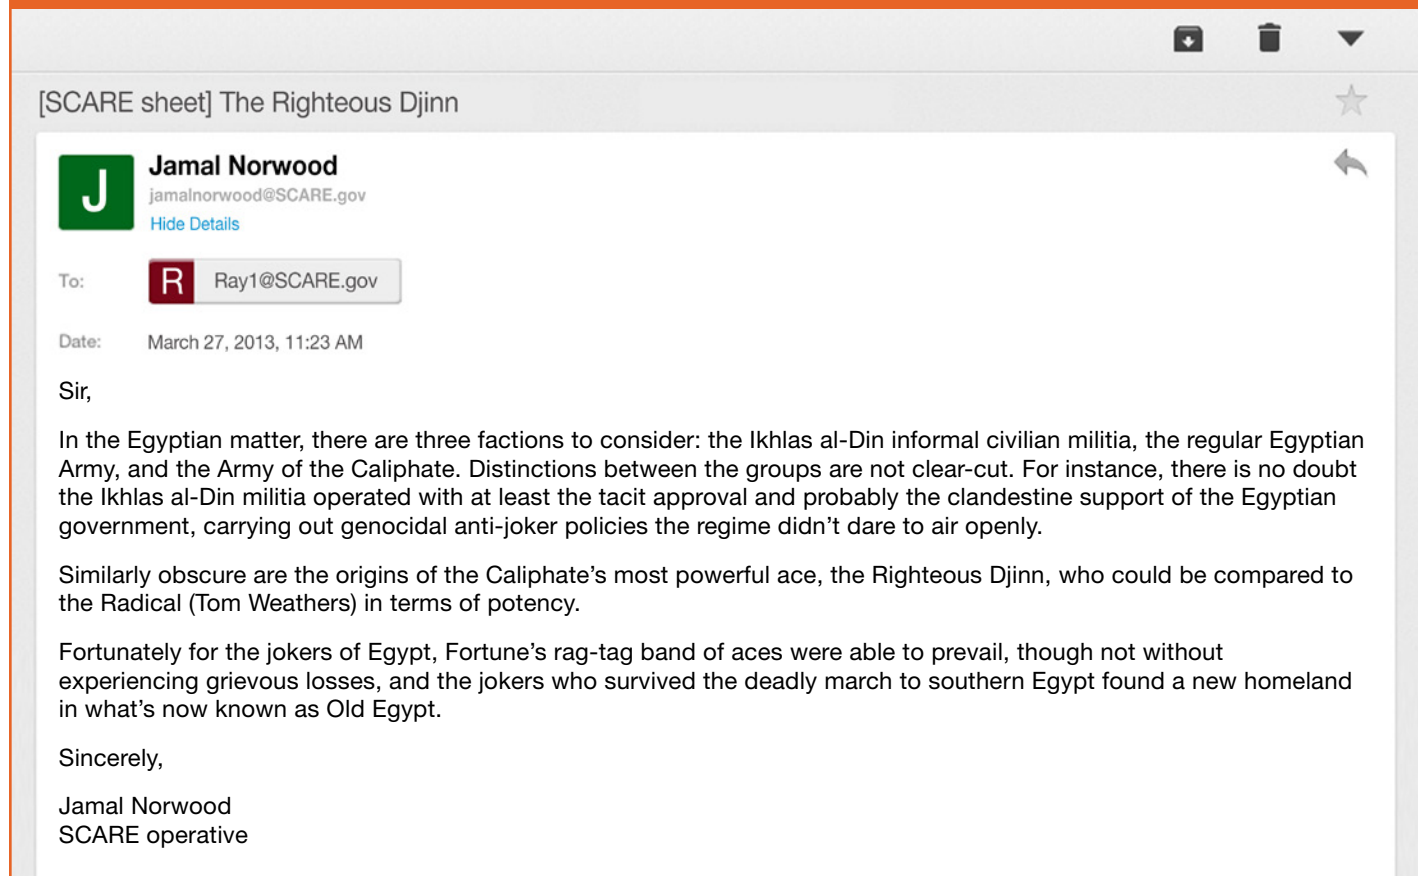 [SCARE sheet] The Righteous Djinn
J
Jamal Norwood
jamalnorwood@SCARE.gov
Hide Details
To:
R
Ray1@SCARE.gov
Date:
March 27, 2013, 11:23 AM
Sir,
In the Egyptian matter, there are three factions to consider: the Ikhlas al-Din informal civilian militia, the regular Egyptian
Army, and the Army of the Caliphate. Distinctions between the groups are not clear-cut. For instance, there is no doubt
the Ikhlas al-Din militia operated with at least the tacit approval and probably the clandestine support of the Egyptian
government, carrying out genocidal anti-joker policies the regime didn’t dare to air openly.
Similarly obscure are the origins of the Caliphate’s most powerful ace, the Righteous Djinn, who could be compared to
the Radical (Tom Weathers) in terms of potency.
Fortunately for the jokers of Egypt, Fortune’s rag-tag band of aces were able to prevail, though not without
experiencing grievous losses, and the jokers who survived the deadly march to southern Egypt found a new homeland
in what’s now known as Old Egypt.
Sincerely,
Jamal Norwood
SCARE operative